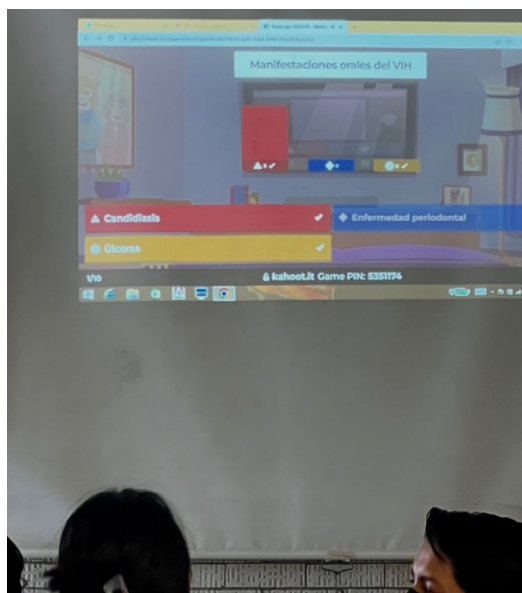 Manifestaciones orales del VIH
Candidiasis
Enfermedad periodontal
Úlceras
1/10
kahoot.it Game PIN: 5351174